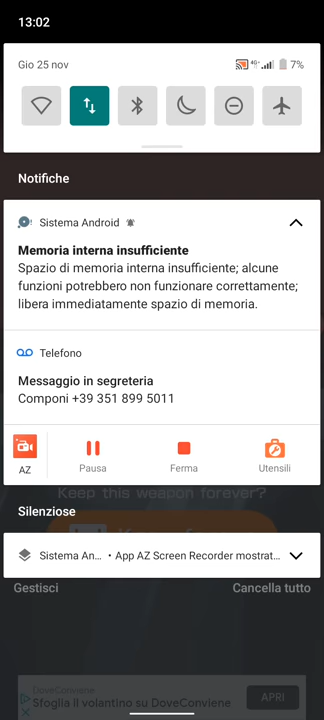 13:02
Gio 25 nov
4G+
7%
Notifiche
Sistema Android
Memoria interna insufficiente
Spazio di memoria interna insufficiente; alcune
funzioni potrebbero non funzionare correttamente;
libera immediatamente spazio di memoria.
Telefono
Messaggio in segreteria
Componi +39 351 899 5011
AZ
Pausa
Ferma
Utensili
Keep this weapon forever?
Silenziose
Sistema An… • App AZ Screen Recorder mostrat…
Gestisci
Cancella tutto
DoveConviene
Sfoglia il volantino su DoveConviene
APRI